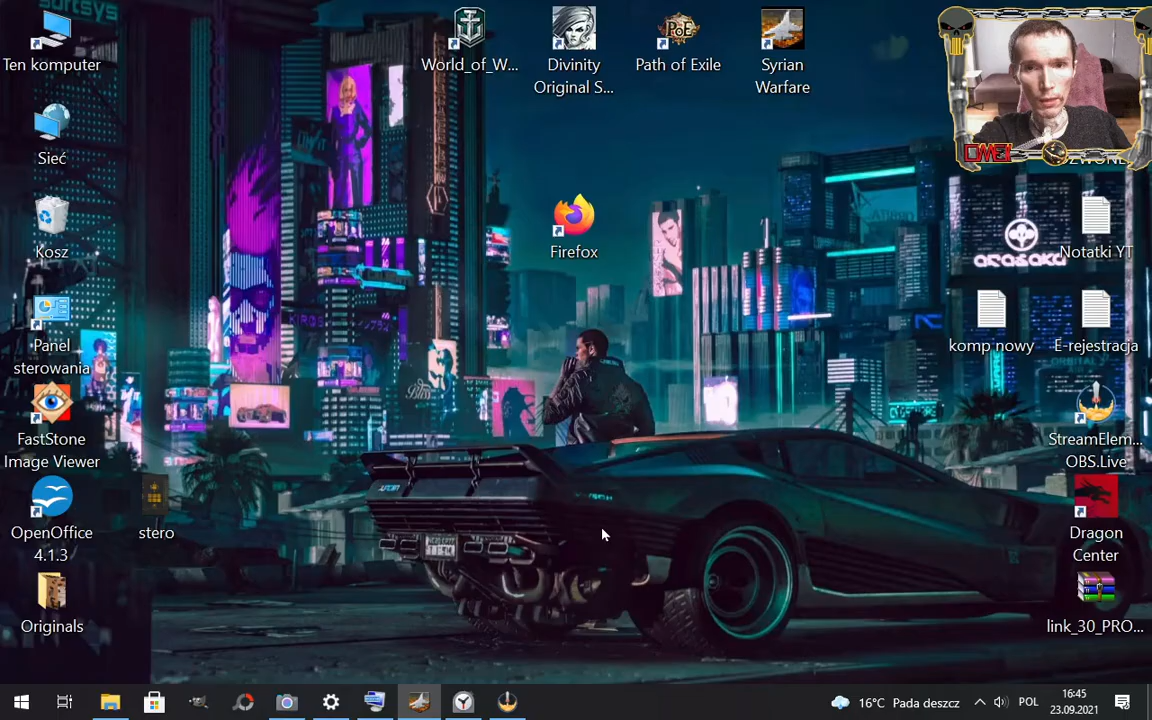 Ten komputer
Sieć
Kosz
Panel
sterowania
FastStone
Image Viewer
OpenOffice
4.1.3
stero
Originals
World_of_W...
Divinity
Original S...
Path of Exile
Syrian
Warfare
Firefox
Notatki YT
komp nowy
E-rejestracja
StreamElem...
OBS.Live
Dragon
Center
link_30_PRO...
arasaka
16°C Pada deszcz
POL
16:45
23.09.2021